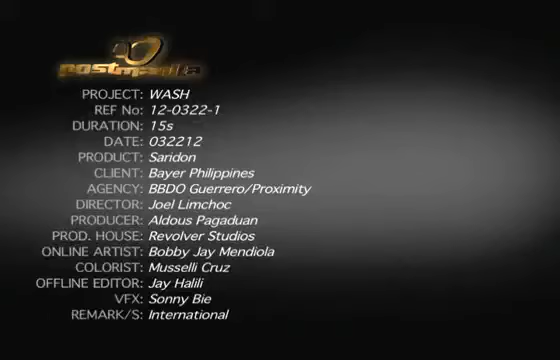 postmanila
PROJECT: WASH
REF No: 12-0322-1
DURATION: 15s
DATE: 032212
PRODUCT: Saridon
CLIENT: Bayer Philippines
AGENCY: BBDO Guerrero/Proximity
DIRECTOR: Joel Limchoc
PRODUCER: Aldous Pagaduan
PROD. HOUSE: Revolver Studios
ONLINE ARTIST: Bobby Jay Mendiola
COLORIST: Musselli Cruz
OFFLINE EDITOR: Jay Halili
VFX: Sonny Bie
REMARK/S: International